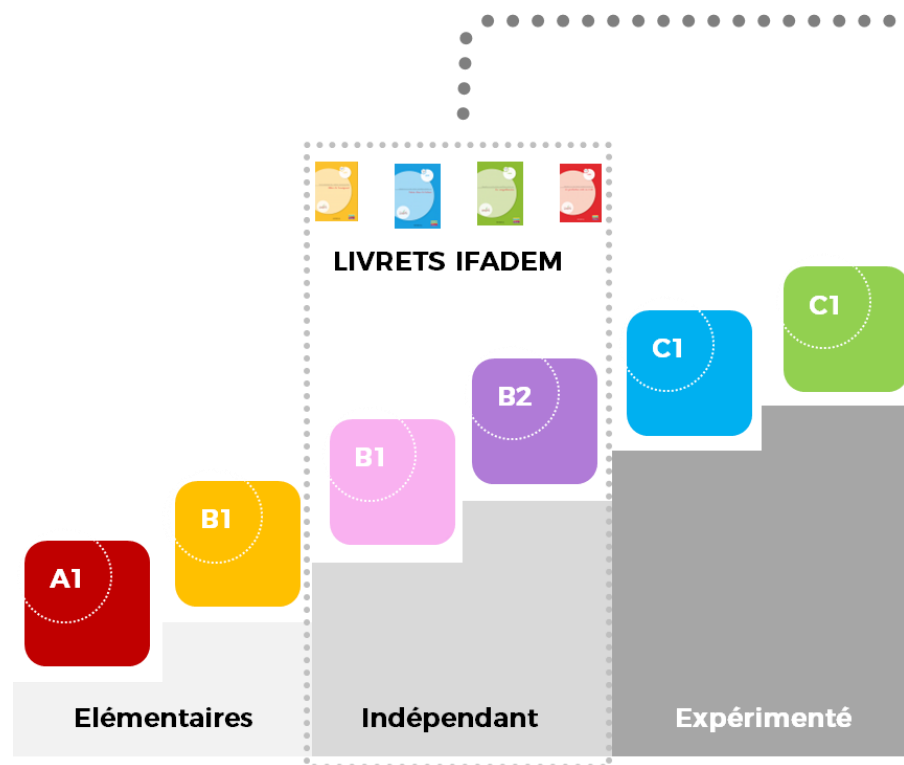 LIVRETS IFADEM
C1
C1
B2
B1
B1
A1
Elémentaires
Indépendant
Expérimenté